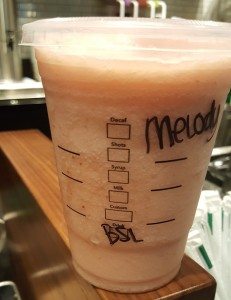 Decaf
Melody
Shots
Syrup
Milk
Custom
BSL